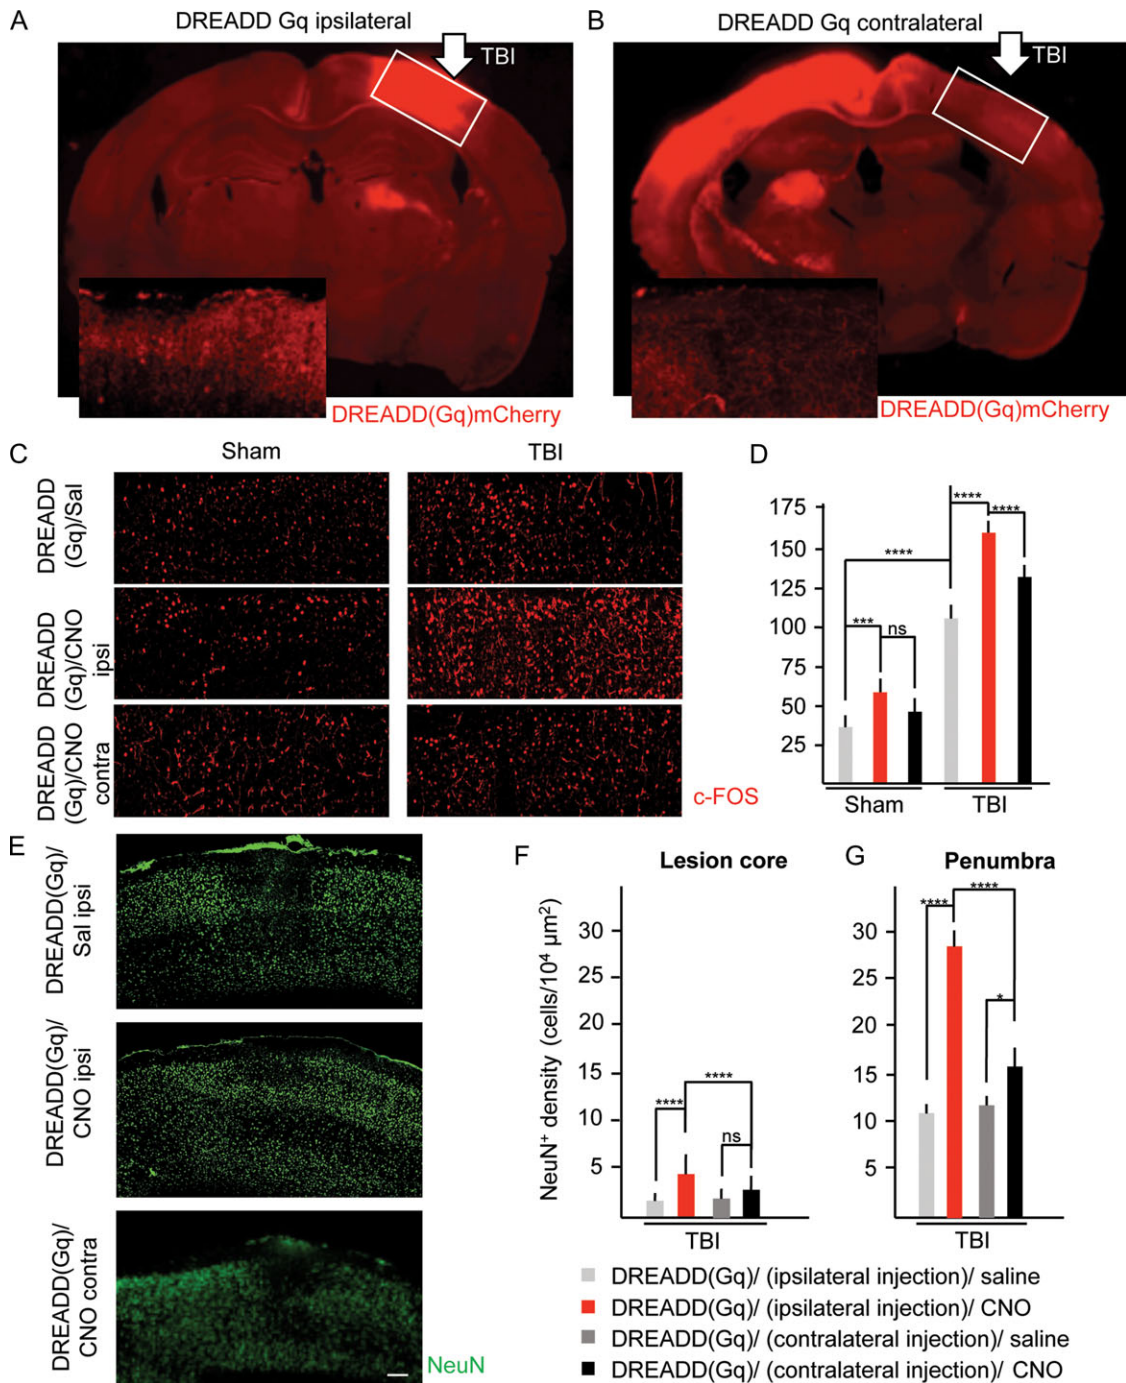 A
DREADD Gq ipsilateral
TBI
DREADD(Gq)mCherry
B
DREADD Gq contralateral
TBI
DREADD(Gq)mCherry
C
Sham
TBI
DREADD
(Gq)/Sal
DREADD
(Gq)/CNO
ipsi
DREADD
(Gq)/CNO
contra
c-FOS
D
175
150
125
100
75
50
25
****
***
ns
****
****
Sham
TBI
E
DREADD(Gq)/
Sal ipsi
DREADD(Gq)/
CNO ipsi
DREADD(Gq)/
CNO contra
NeuN
F
Lesion core
NeuN⁺ density (cells/10⁴ µm²)
30
25
20
15
10
5
****
****
ns
TBI
G
Penumbra
30
25
20
15
10
5
****
****
*
TBI
DREADD(Gq)/ (ipsilateral injection)/ saline
DREADD(Gq)/ (ipsilateral injection)/ CNO
DREADD(Gq)/ (contralateral injection)/ saline
DREADD(Gq)/ (contralateral injection)/ CNO